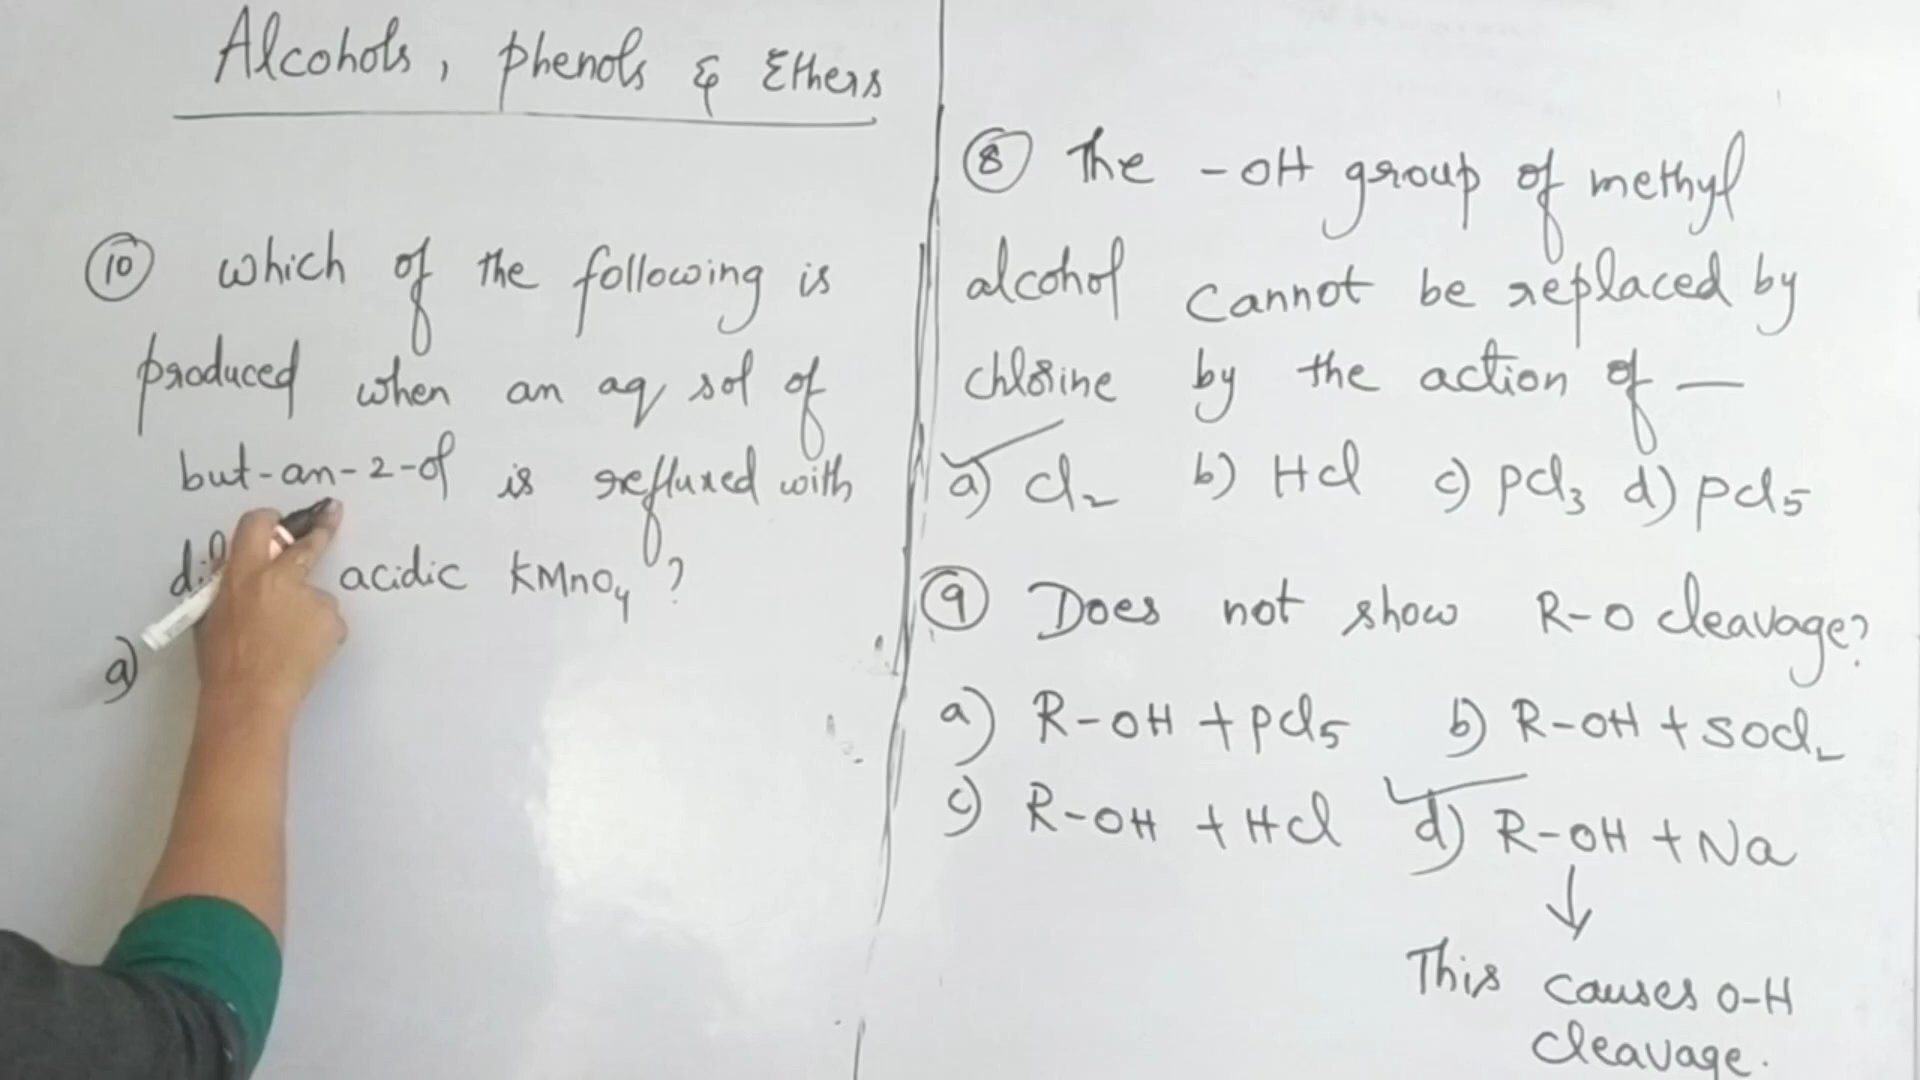 Alcohols, phenols & Ethers
(10) which of the following is
produced when an aq sol of
but-an-2-ol is refluxed with
acidic KMnO4?
a)
(8) The -OH group of methyl
alcohol cannot be replaced by
chlorine by the action of —
a) Cl2 b) HCl c) PCl3 d) PCl5
(9) Does not show R-O cleavage?
a) R-OH + PCl5 b) R-OH + SOCl2
c) R-OH + HCl d) R-OH + Na
↓
This causes O-H
cleavage.